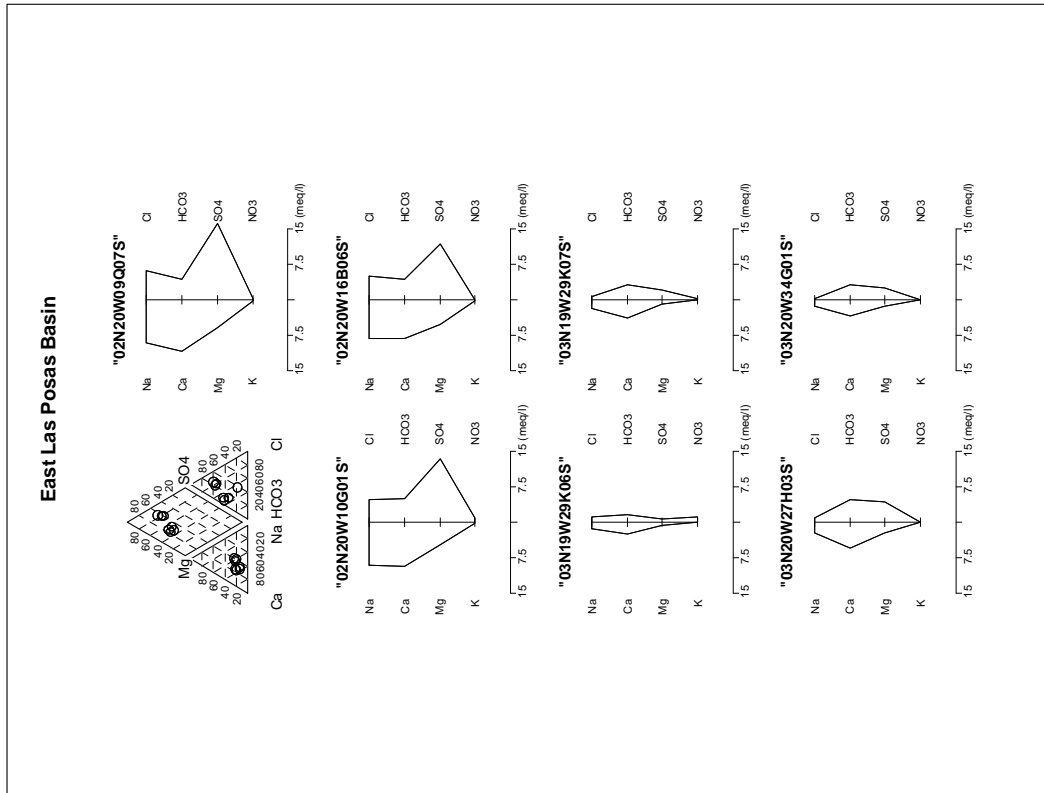 East Las Posas Basin
80 80
60 60
40 40
20 20
Mg SO4
80 80
60 60
40 40
20 20
80604020 20406080
Ca Na HCO3 Cl
"02N20W09Q07S"
Na Cl
Ca HCO3
Mg SO4
K NO3
15 7.5 7.5 15 (meq/l)
"02N20W10G01S"
Na Cl
Ca HCO3
Mg SO4
K NO3
15 7.5 7.5 15 (meq/l)
"02N20W16B06S"
Na Cl
Ca HCO3
Mg SO4
K NO3
15 7.5 7.5 15 (meq/l)
"03N19W29K06S"
Na Cl
Ca HCO3
Mg SO4
K NO3
15 7.5 7.5 15 (meq/l)
"03N19W29K07S"
Na Cl
Ca HCO3
Mg SO4
K NO3
15 7.5 7.5 15 (meq/l)
"03N20W27H03S"
Na Cl
Ca HCO3
Mg SO4
K NO3
15 7.5 7.5 15 (meq/l)
"03N20W34G01S"
Na Cl
Ca HCO3
Mg SO4
K NO3
15 7.5 7.5 15 (meq/l)